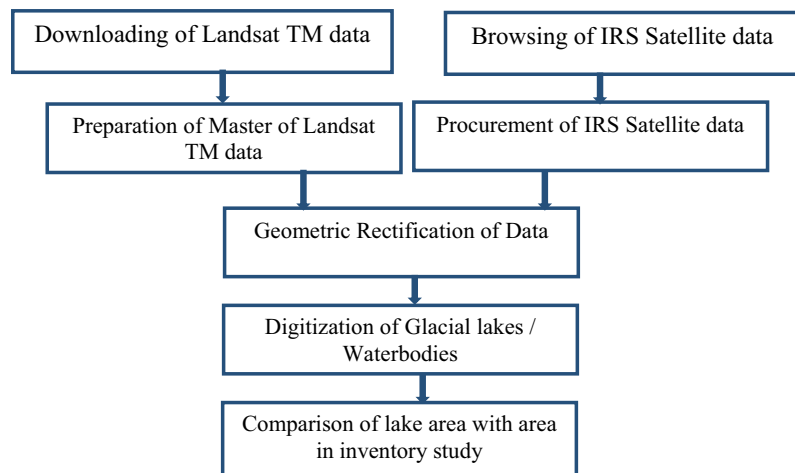 Downloading of Landsat TM data
Browsing of IRS Satellite data
Preparation of Master of Landsat
TM data
Procurement of IRS Satellite data
Geometric Rectification of Data
Digitization of Glacial lakes /
Waterbodies
Comparison of lake area with area
in inventory study